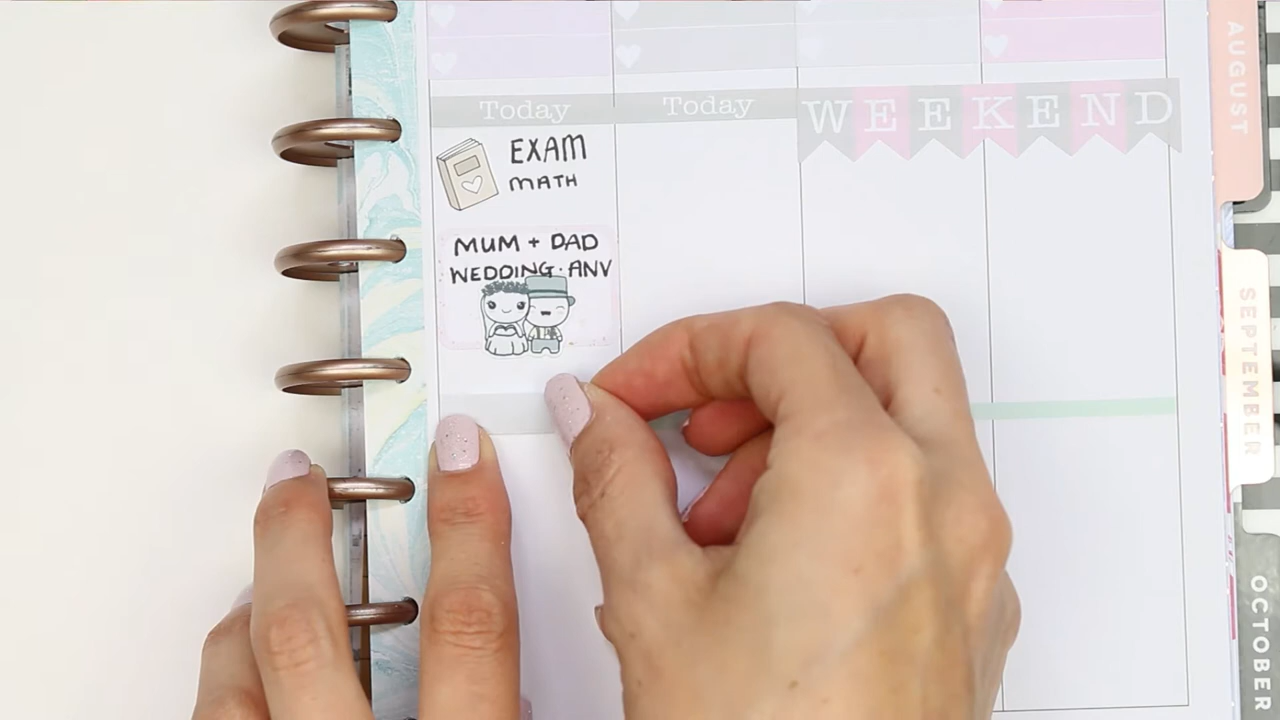 Today
Today
WEEKEND
EXAM
MATH
MUM + DAD
WEDDING·ANV
AUGUST
SEPTEMBER
OCTOBER